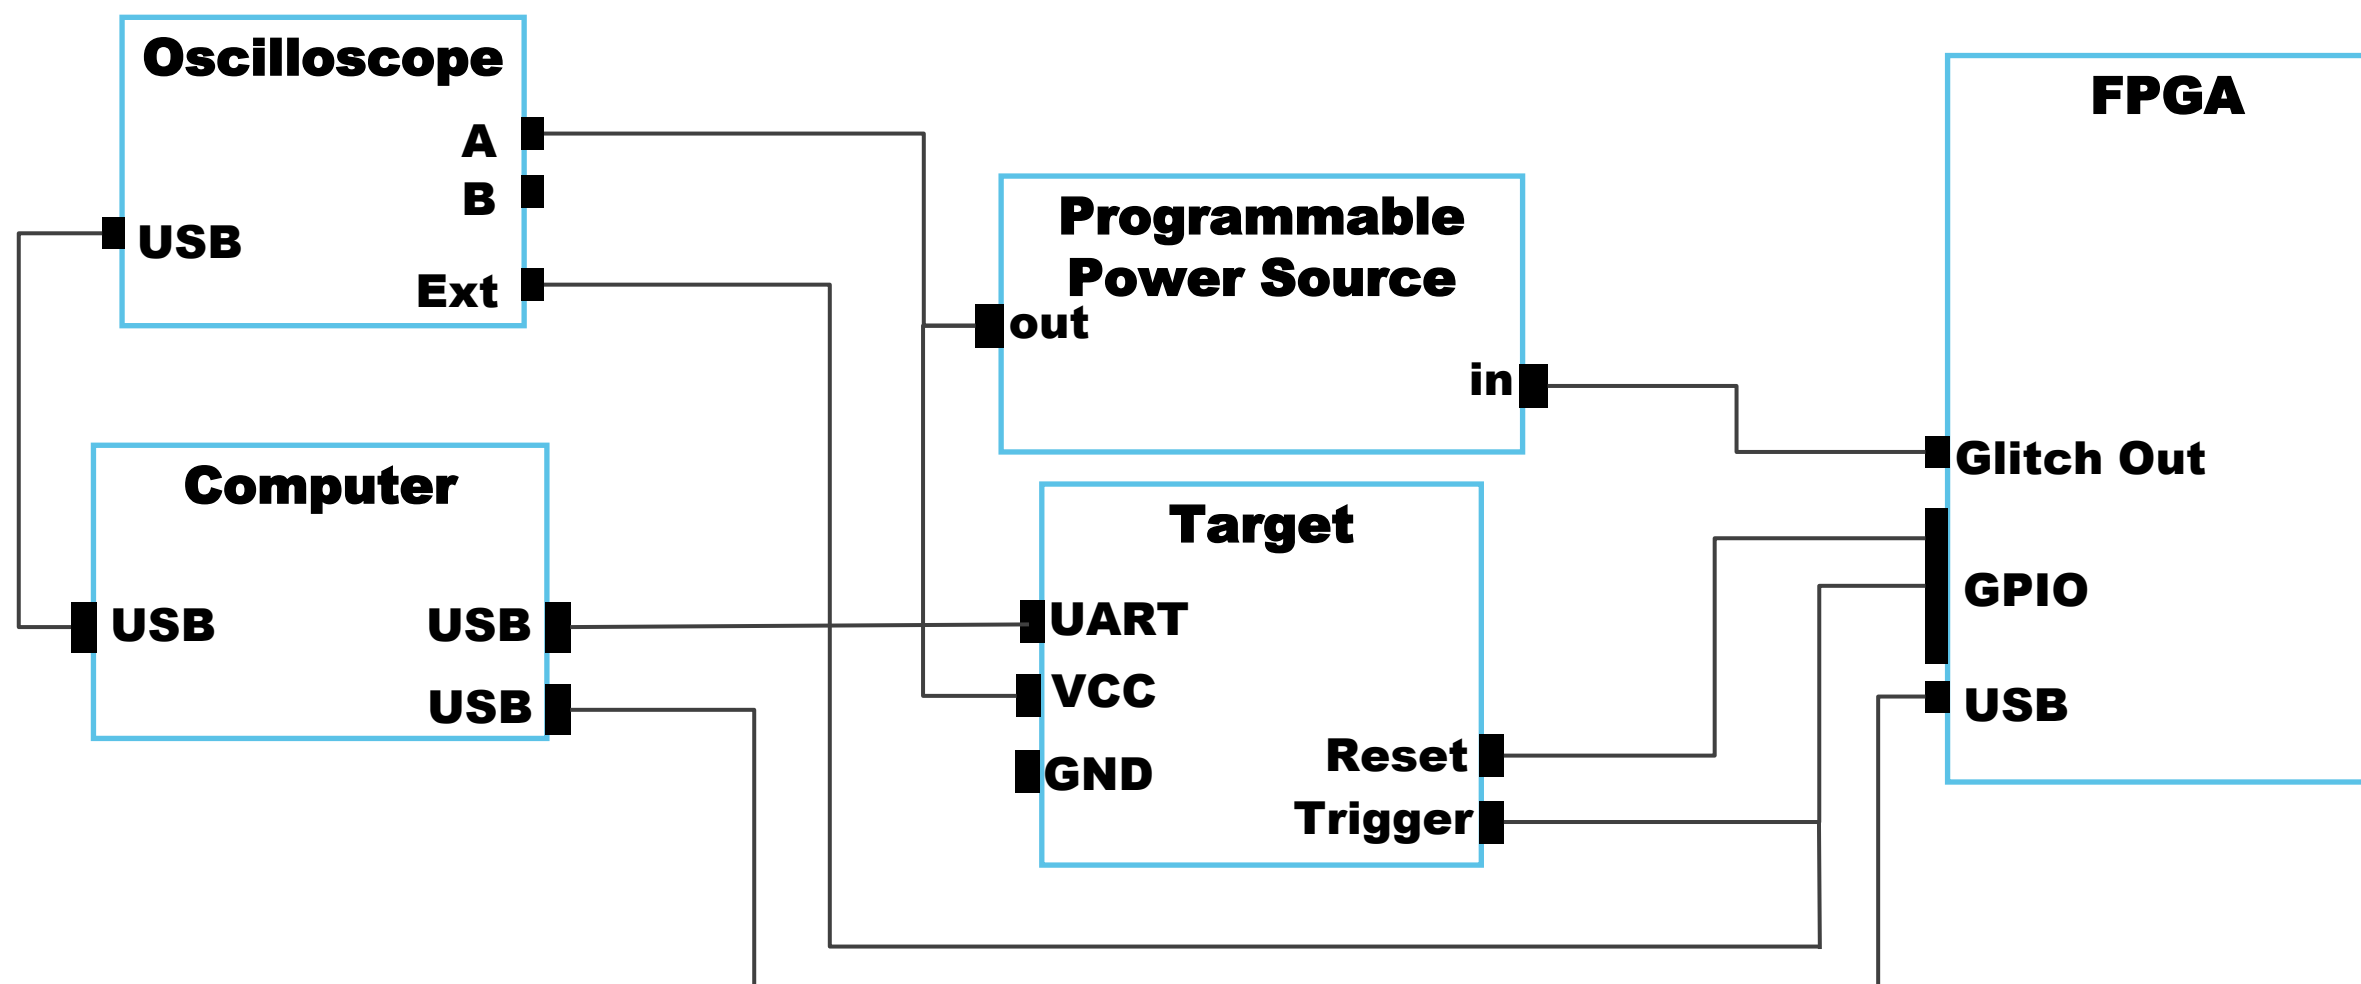 Oscilloscope
A
B
USB
Ext
Programmable
Power Source
out
in
FPGA
Glitch Out
GPIO
USB
Computer
USB
USB
USB
Target
UART
VCC
GND
Reset
Trigger